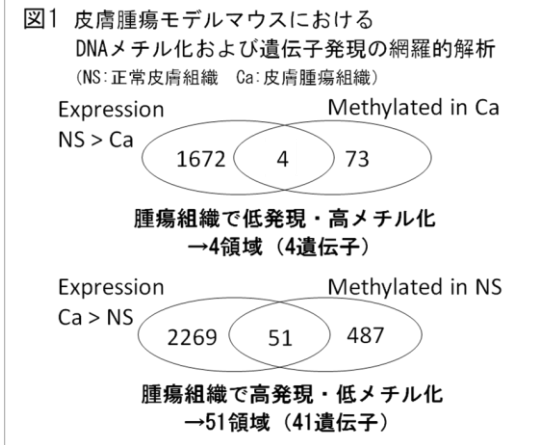 図1 皮膚腫瘍モデルマウスにおける
DNAメチル化および遺伝子発現の網羅的解析
（NS：正常皮膚組織　Ca：皮膚腫瘍組織）
Expression
NS > Ca
Methylated in Ca
1672 4 73
腫瘍組織で低発現・高メチル化
→4領域（4遺伝子）
Expression
Ca > NS
Methylated in NS
2269 51 487
腫瘍組織で高発現・低メチル化
→51領域（41遺伝子）